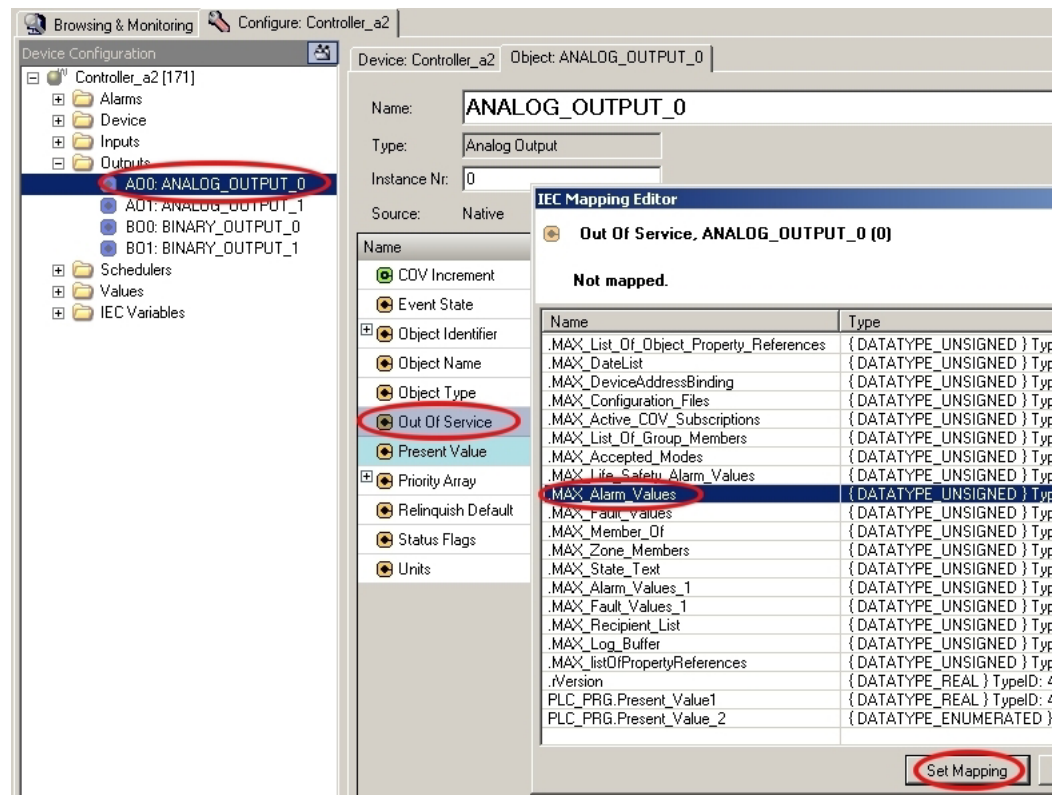 Browsing & Monitoring
Configure: Controller_a2
Device Configuration
Controller_a2 [171]
Alarms
Device
Inputs
Outputs
AO0: ANALOG_OUTPUT_0
AO1: ANALOG_OUTPUT_1
BO0: BINARY_OUTPUT_0
BO1: BINARY_OUTPUT_1
Schedulers
Values
IEC Variables
Device: Controller_a2
Object: ANALOG_OUTPUT_0
Name: ANALOG_OUTPUT_0
Type: Analog Output
Instance Nr: 0
Source: Native
Name
COV Increment
Event State
Object Identifier
Object Name
Object Type
Out Of Service
Present Value
Priority Array
Relinquish Default
Status Flags
Units
IEC Mapping Editor
Out Of Service, ANALOG_OUTPUT_0 (0)
Not mapped.
Name Type
.MAX_List_Of_Object_Property_References {DATATYPE_UNSIGNED } Typ
.MAX_DateList {DATATYPE_UNSIGNED } Typ
.MAX_DeviceAddressBinding {DATATYPE_UNSIGNED } Typ
.MAX_Configuration_Files {DATATYPE_UNSIGNED } Typ
.MAX_Active_COV_Subscriptions {DATATYPE_UNSIGNED } Typ
.MAX_List_Of_Group_Members {DATATYPE_UNSIGNED } Typ
.MAX_Accepted_Modes {DATATYPE_UNSIGNED } Typ
.MAX_Life_Safety_Alarm_Values {DATATYPE_UNSIGNED } Typ
.MAX_Alarm_Values {DATATYPE_UNSIGNED } Typ
.MAX_Fault_Values {DATATYPE_UNSIGNED } Typ
.MAX_Member_Of {DATATYPE_UNSIGNED } Typ
.MAX_Zone_Members {DATATYPE_UNSIGNED } Typ
.MAX_State_Text {DATATYPE_UNSIGNED } Typ
.MAX_Alarm_Values_1 {DATATYPE_UNSIGNED } Typ
.MAX_Fault_Values_1 {DATATYPE_UNSIGNED } Typ
.MAX_Recipient_List {DATATYPE_UNSIGNED } Typ
.MAX_Log_Buffer {DATATYPE_UNSIGNED } Typ
.MAX_listOfPropertyReferences {DATATYPE_UNSIGNED } Typ
.rVersion {DATATYPE_REAL } TypeID: 4
PLC_PRG.Present_Value1 {DATATYPE_REAL } TypeID: 4
PLC_PRG.Present_Value_2 {DATATYPE_ENUMERATED }
Set Mapping